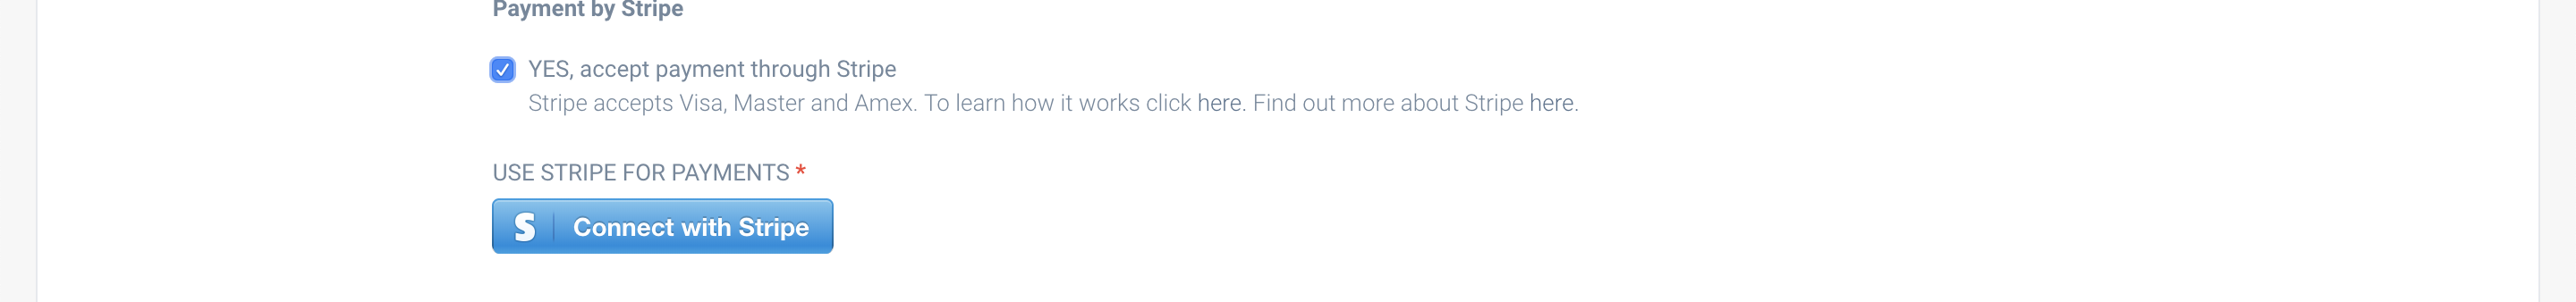 Payment by Stripe
YES, accept payment through Stripe
Stripe accepts Visa, Master and Amex. To learn how it works click here. Find out more about Stripe here.
USE STRIPE FOR PAYMENTS *
S Connect with Stripe